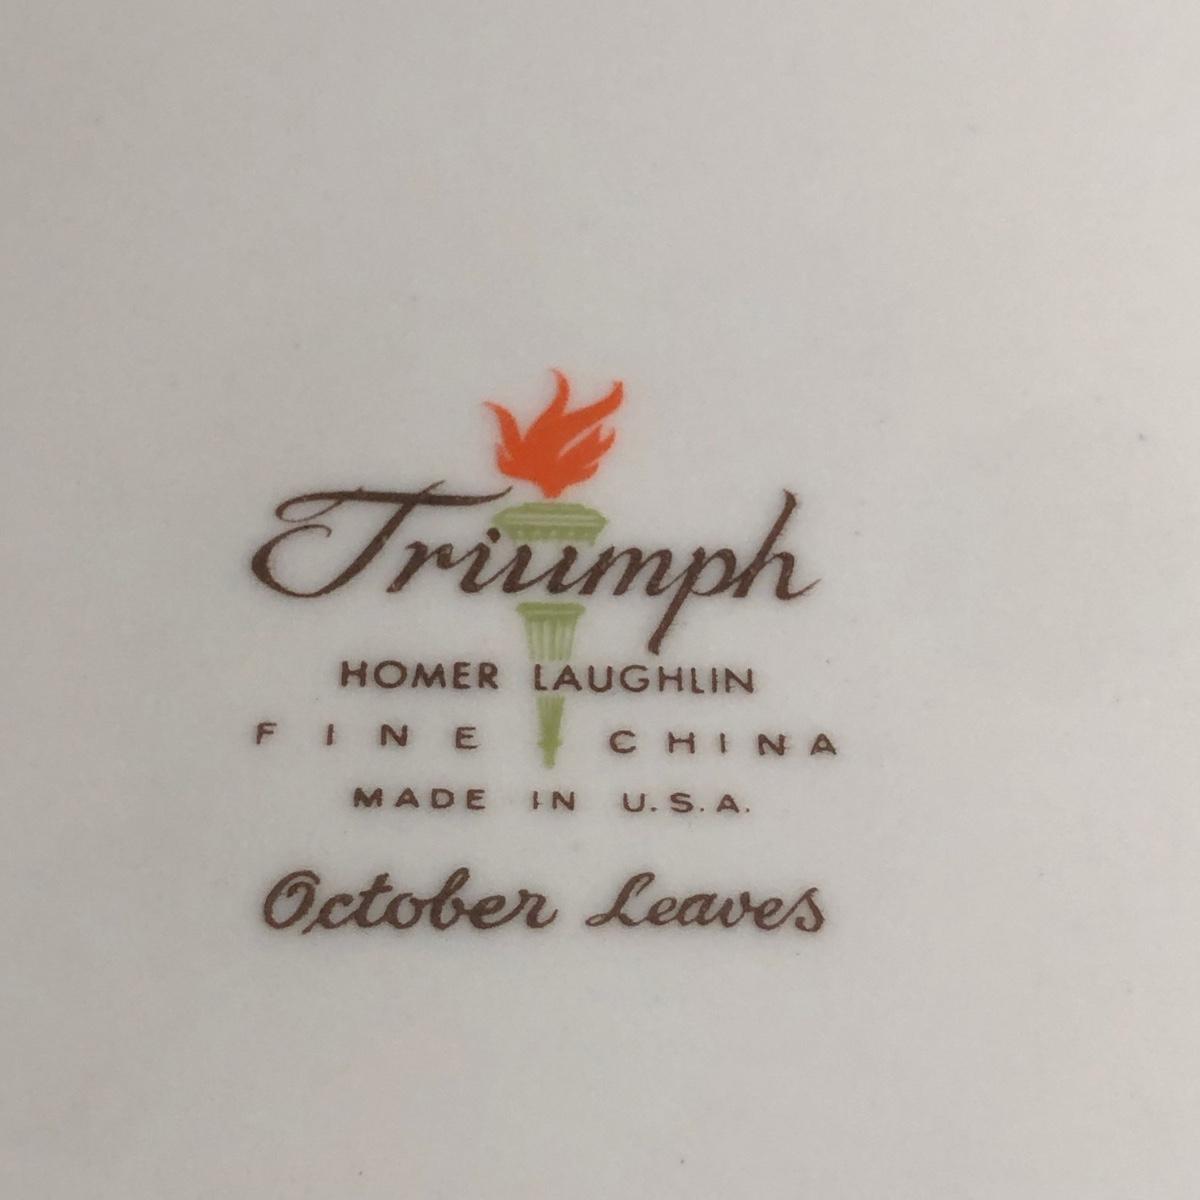 Triumph
HOMER LAUGHLIN
FINE CHINA
MADE IN U.S.A.
October Leaves